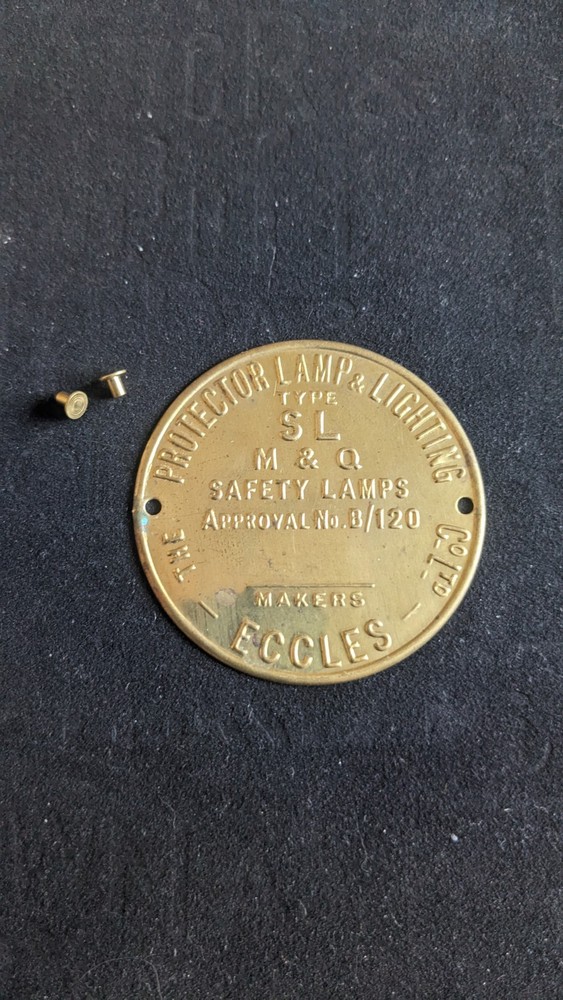 THE PROTECTOR LAMP & LIGHTING CO LTD
TYPE
SL
M & Q
SAFETY LAMPS
APPROVAL No. B/120
MAKERS
— ECCLES —